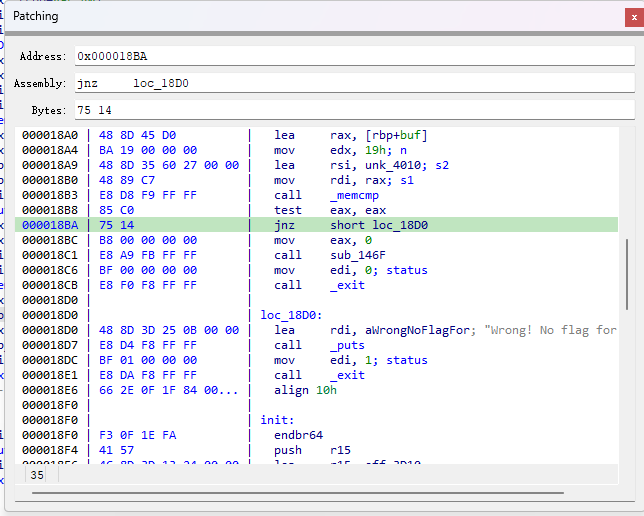 Patching
x
Address: 0x000018BA
Assembly: jnz loc_18D0
Bytes: 75 14
000018A0 | 48 8D 45 D0 | lea rax, [rbp+buf]
000018A4 | BA 19 00 00 00 | mov edx, 19h; n
000018A9 | 48 8D 35 60 27 00 00 | lea rsi, unk_4010; s2
000018B0 | 48 89 C7 | mov rdi, rax; s1
000018B3 | E8 D8 F9 FF FF | call _memcmp
000018B8 | 85 C0 | test eax, eax
000018BA | 75 14 | jnz short loc_18D0
000018BC | B8 00 00 00 00 | mov eax, 0
000018C1 | E8 A9 FB FF FF | call sub_146F
000018C6 | BF 00 00 00 00 | mov edi, 0; status
000018CB | E8 F0 F8 FF FF | call _exit
000018D0 | |
000018D0 | | loc_18D0:
000018D0 | 48 8D 3D 25 0B 00 00 | lea rdi, aWrongNoFlagFor; "Wrong! No flag for
000018D7 | E8 D4 F8 FF FF | call _puts
000018DC | BF 01 00 00 00 | mov edi, 1; status
000018E1 | E8 DA F8 FF FF | call _exit
000018E6 | 66 2E 0F 1F 84 00... | align 10h
000018F0 | |
000018F0 | | init:
000018F0 | F3 0F 1E FA | endbr64
000018F4 | 41 57 | push r15
35